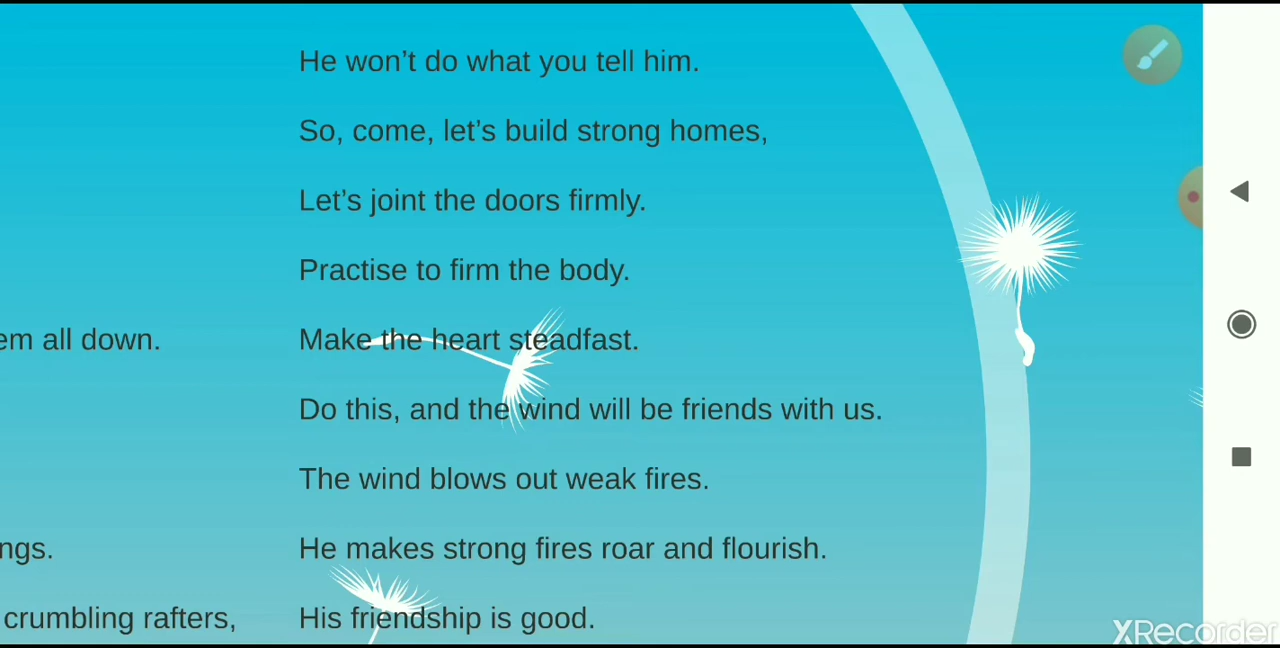 He won’t do what you tell him.
So, come, let’s build strong homes,
Let’s joint the doors firmly.
Practise to firm the body.
em all down. Make the heart steadfast.
Do this, and the wind will be friends with us.
The wind blows out weak fires.
ngs. He makes strong fires roar and flourish.
crumbling rafters, His friendship is good.
XRecorder